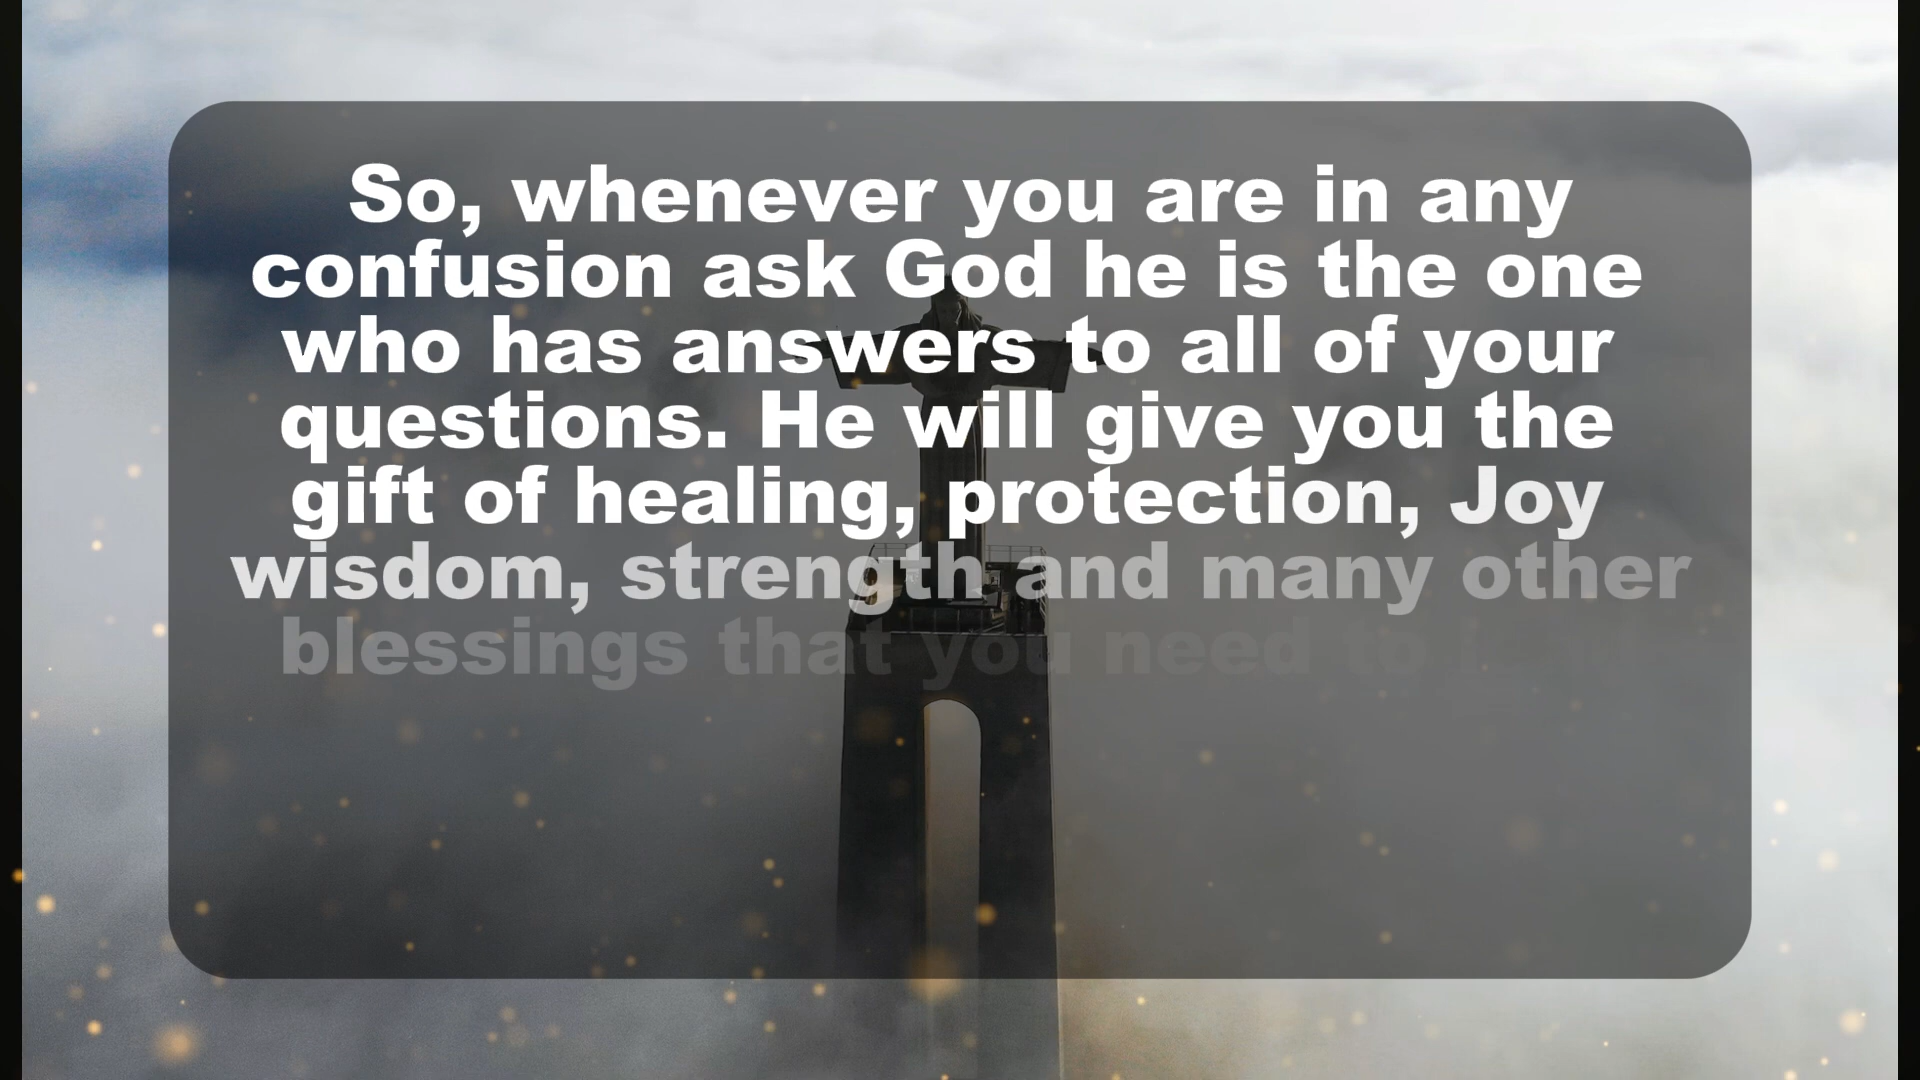 So, whenever you are in any
confusion ask God he is the one
who has answers to all of your
questions. He will give you the
gift of healing, protection, Joy
wisdom, strength and many other
blessings that you need to